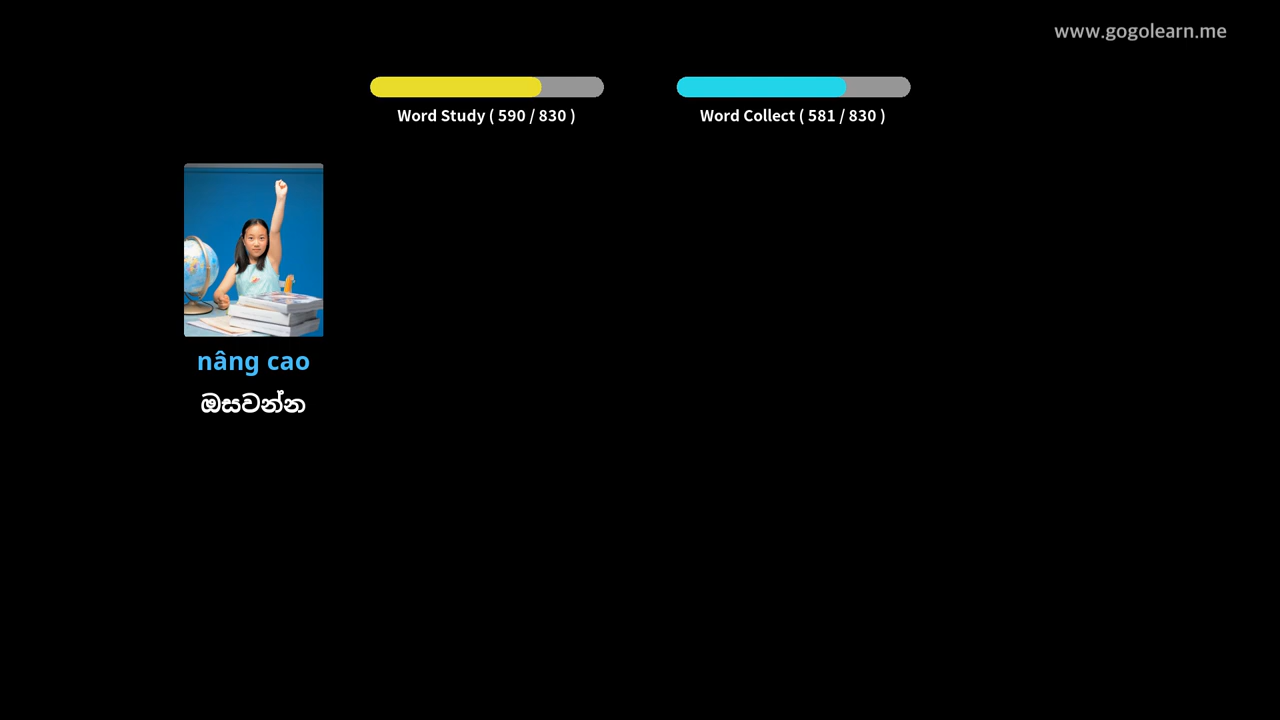 www.gogolearn.me
Word Study ( 590 / 830 )
Word Collect ( 581 / 830 )
nâng cao
ඔසවන්න